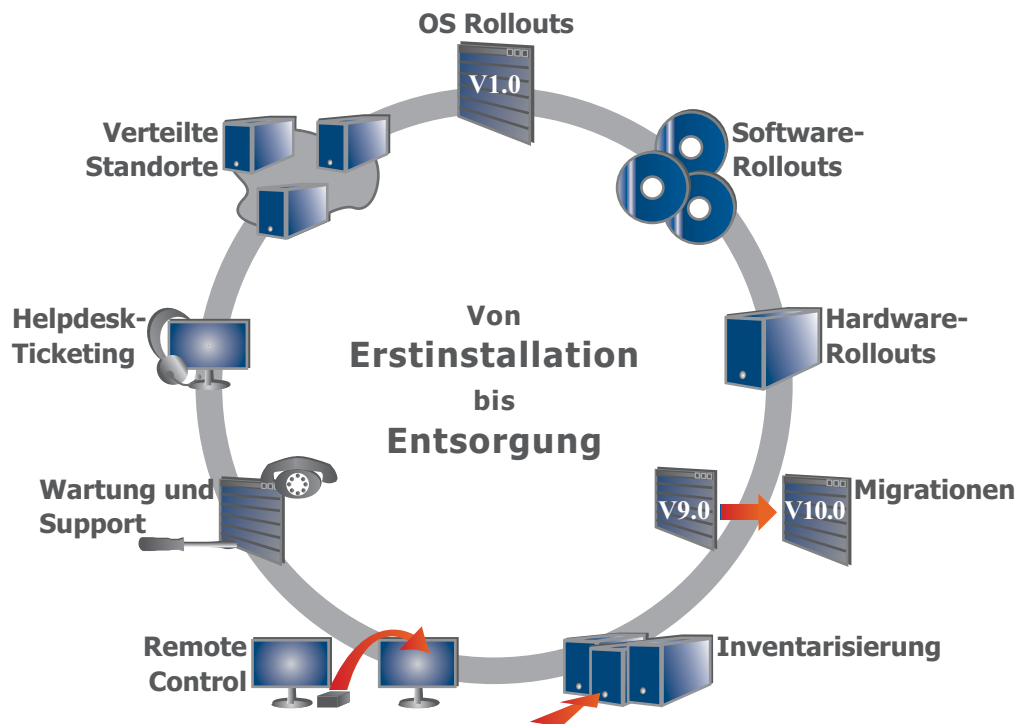 OS Rollouts
V1.0
Software-
Rollouts
Hardware-
Rollouts
V9.0
V10.0
Migrationen
Inventarisierung
Remote
Control
Wartung und
Support
Helpdesk-
Ticketing
Verteilte
Standorte
Von
Erstinstallation
bis
Entsorgung